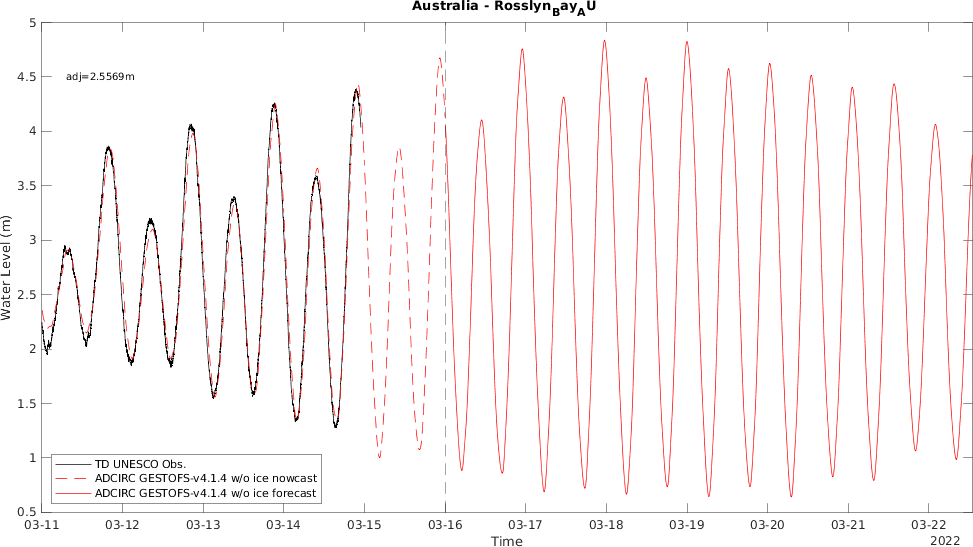 Australia - Rosslyn_Bay_AU
5
4.5
adj=2.5569m
4
3.5
3
Water Level (m)
2.5
2
1.5
1
TD UNESCO Obs.
ADCIRC GESTOFS-v4.1.4 w/o ice nowcast
ADCIRC GESTOFS-v4.1.4 w/o ice forecast
0.5
03-11 03-12 03-13 03-14 03-15 03-16 03-17 03-18 03-19 03-20 03-21 03-22
Time
2022